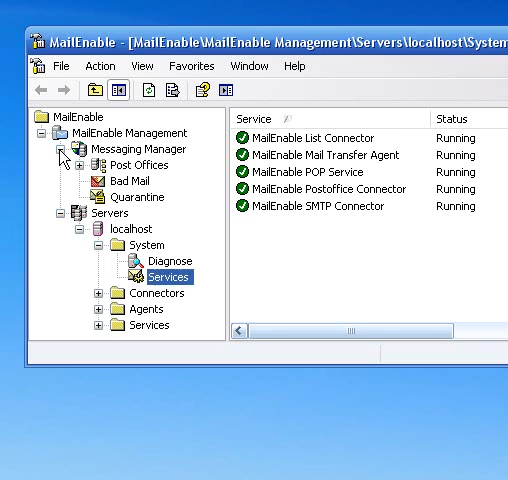 MailEnable - [MailEnable\MailEnable Management\Servers\localhost\System
File Action View Favorites Window Help
MailEnable
MailEnable Management
Messaging Manager
Post Offices
Bad Mail
Quarantine
Servers
localhost
System
Diagnose
Services
Connectors
Agents
Services
Service Status
MailEnable List Connector Running
MailEnable Mail Transfer Agent Running
MailEnable POP Service Running
MailEnable Postoffice Connector Running
MailEnable SMTP Connector Running